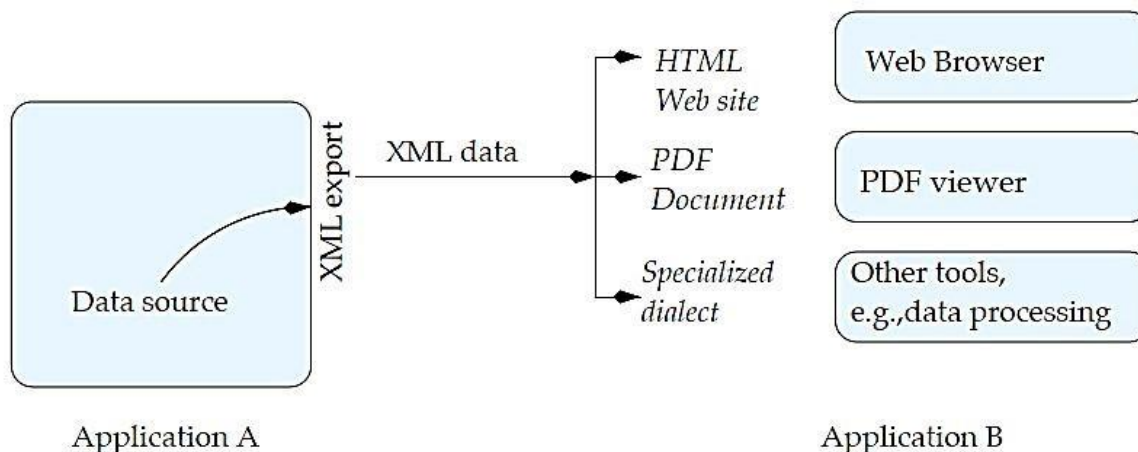 Data source
XML export
XML data
HTML
Web site
PDF
Document
Specialized
dialect
Web Browser
PDF viewer
Other tools,
e.g.,data processing
Application A
Application B